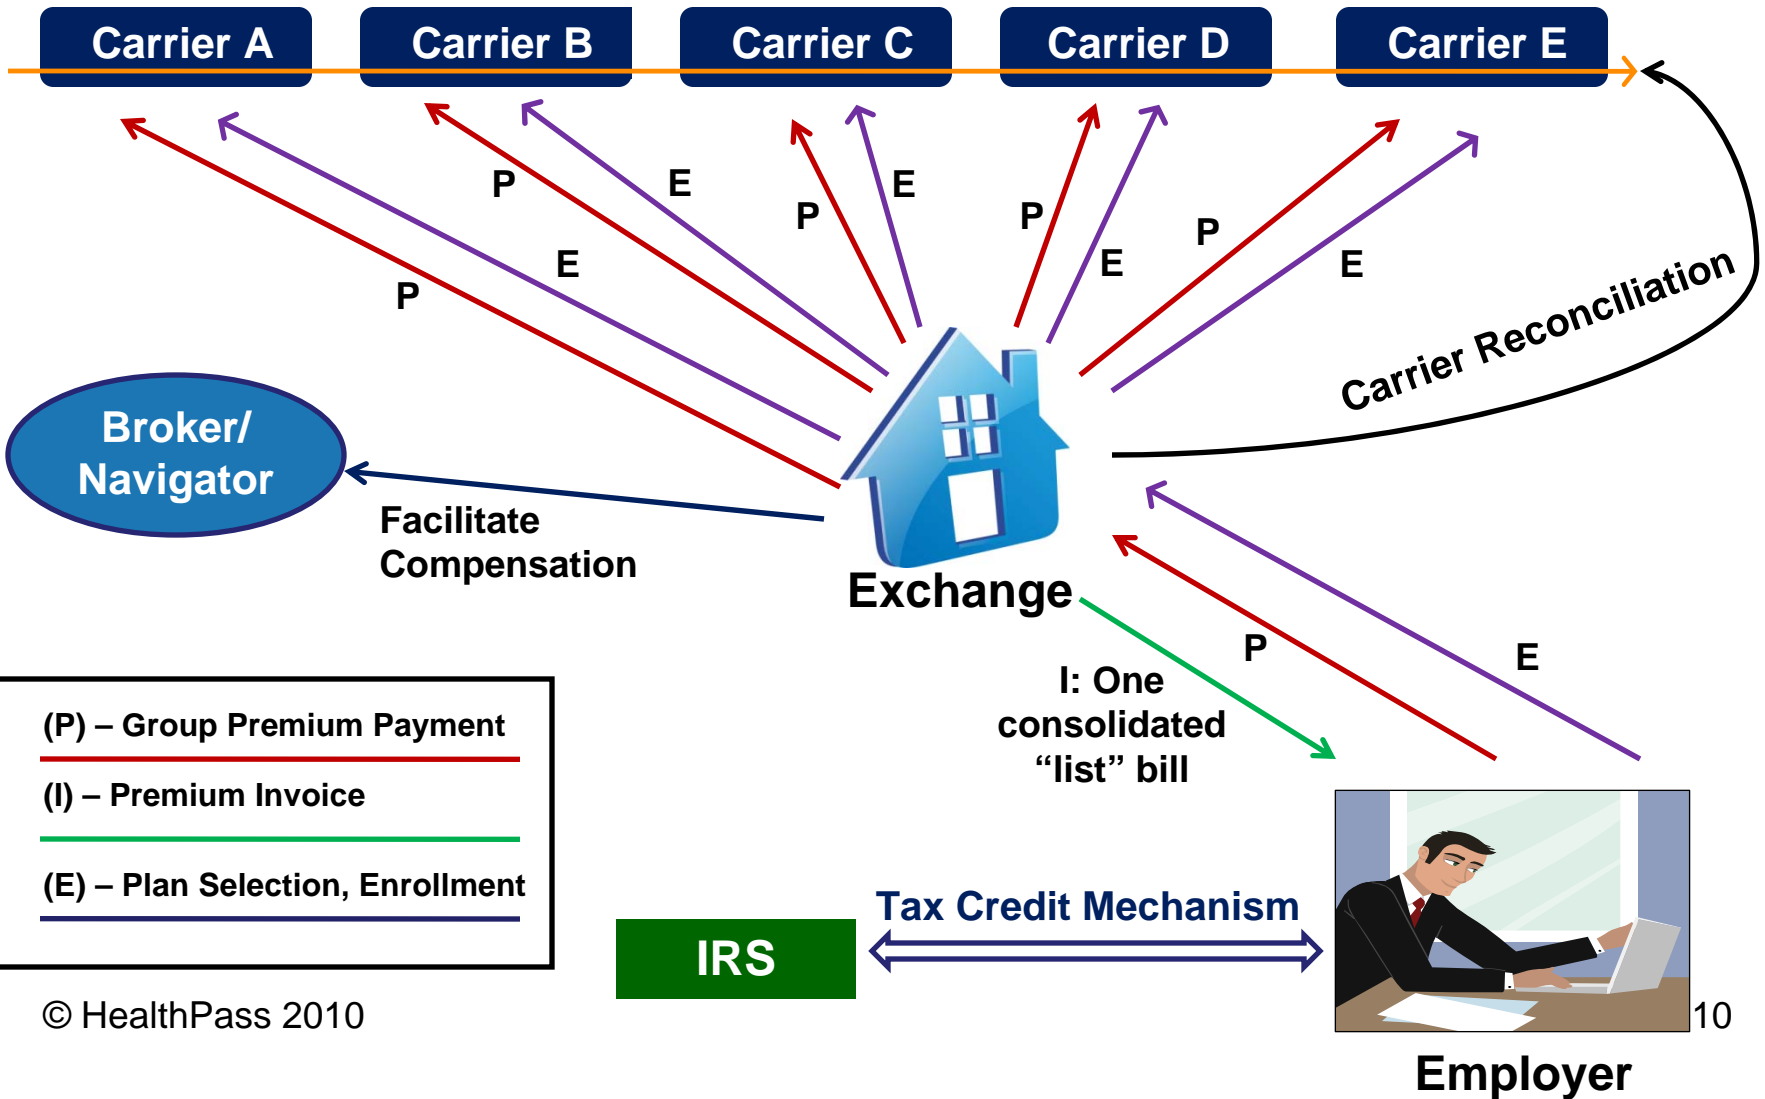 Carrier A
Carrier B
Carrier C
Carrier D
Carrier E
P
E
P
E
P
E
P
E
P
E
Carrier Reconciliation
Broker/
Navigator
Facilitate
Compensation
Exchange
P
E
I: One
consolidated
“list” bill
(P) – Group Premium Payment
(I) – Premium Invoice
(E) – Plan Selection, Enrollment
Tax Credit Mechanism
IRS
© HealthPass 2010
10
Employer